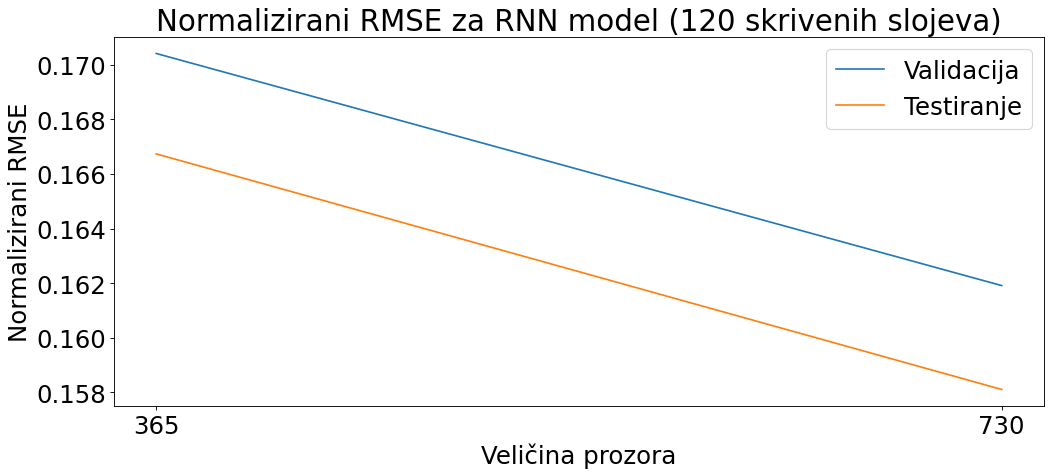 Normalizirani RMSE za RNN model (120 skrivenih slojeva)
Validacija
Testiranje
Normalizirani RMSE
0.170
0.168
0.166
0.164
0.162
0.160
0.158
365
730
Veličina prozora